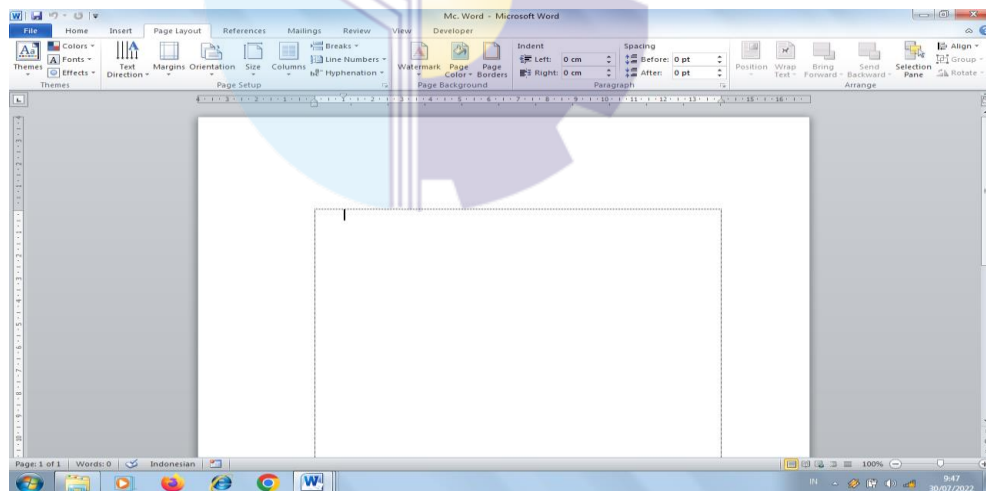 Mc. Word - Microsoft Word
File Home Insert Page Layout References Mailings Review View Developer
Themes
Colors
Fonts
Effects
Themes
Text Direction
Margins
Orientation
Size
Columns
Breaks
Line Numbers
Hyphenation
Page Setup
Watermark
Page Color
Page Borders
Page Background
Indent
Left: 0 cm
Right: 0 cm
Spacing
Before: 0 pt
After: 0 pt
Paragraph
Position
Wrap Text
Bring Forward
Send Backward
Selection Pane
Align
Group
Rotate
Arrange
Page: 1 of 1 Words: 0 Indonesian 100%
IN 9:47
30/07/2022